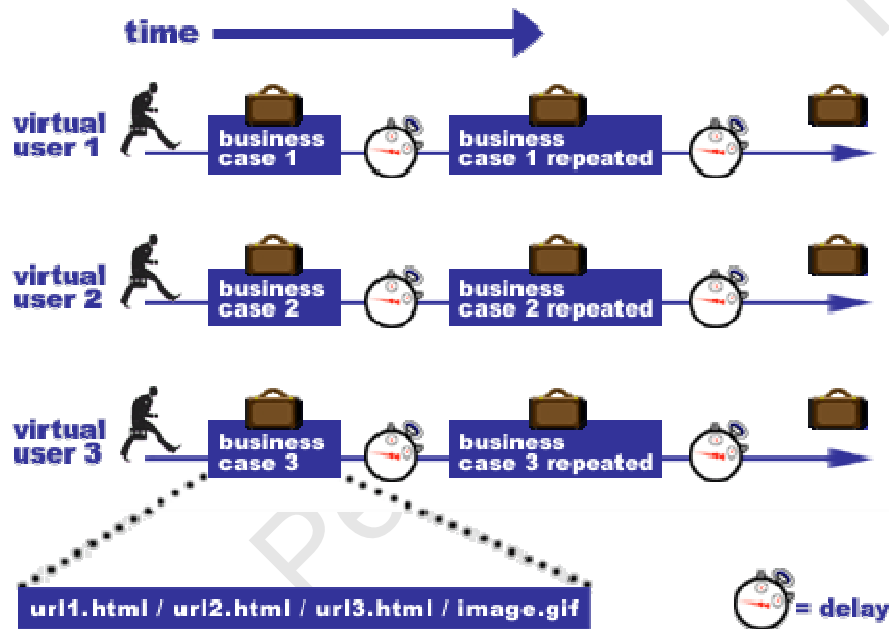 time
virtual
user 1
business
case 1
business
case 1 repeated
virtual
user 2
business
case 2
business
case 2 repeated
virtual
user 3
business
case 3
business
case 3 repeated
url1.html / url2.html / url3.html / image.gif
= delay